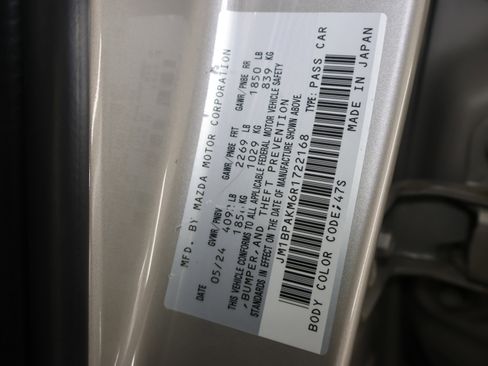 MFD. BY MAZDA MOTOR CORPORATION
DATE GVWR/PNBV GAWR/PNBE FRT GAWR/PNBE RR
05/24 LB 2269 LB 1850 LB
KG 1029 KG 839 KG
THIS VEHICLE CONFORMS TO ALL APPLICABLE FEDERAL MOTOR VEHICLE SAFETY
,BUMPER,AND THEFT PREVENTION
STANDARDS IN EFFECT ON THE DATE OF MANUFACTURE SHOWN ABOVE.
JM1BPAKM6R1722168 TYPE: PASS CAR
BODY COLOR CODE:47S MADE IN JAPAN